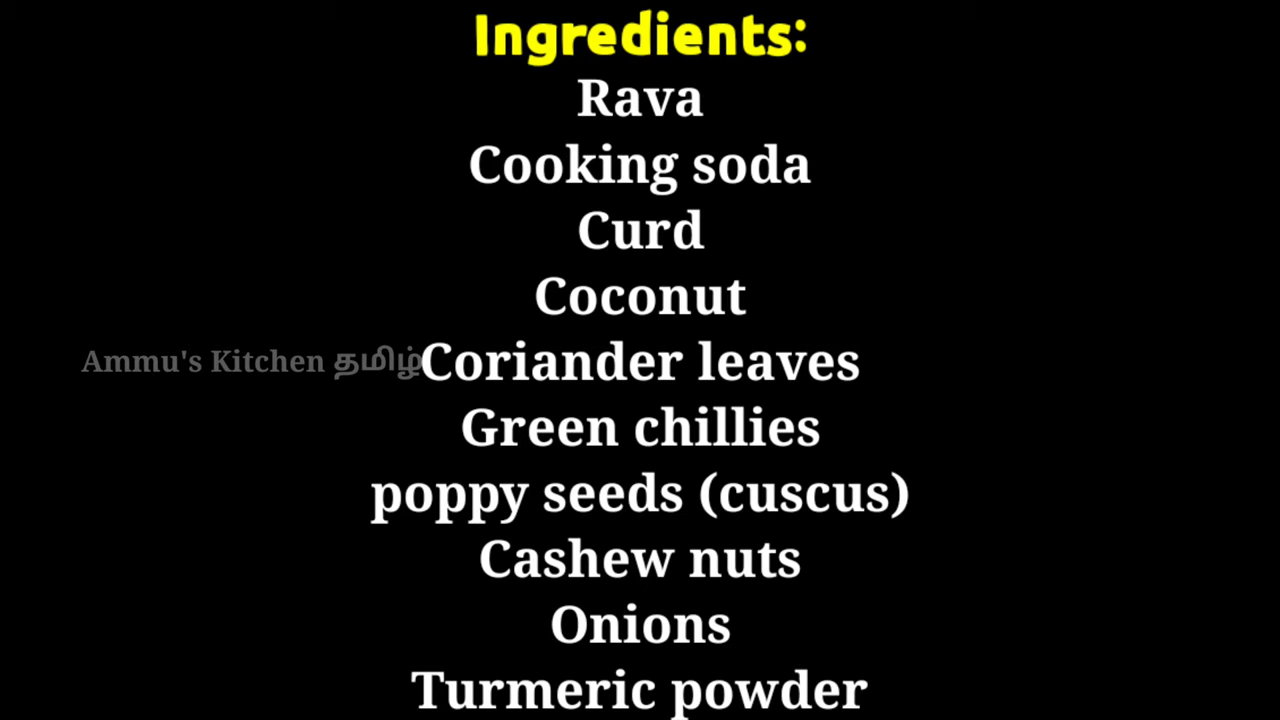 Ingredients:
Rava
Cooking soda
Curd
Coconut
Ammu's Kitchen தமிழ்
Coriander leaves
Green chillies
poppy seeds (cuscus)
Cashew nuts
Onions
Turmeric powder